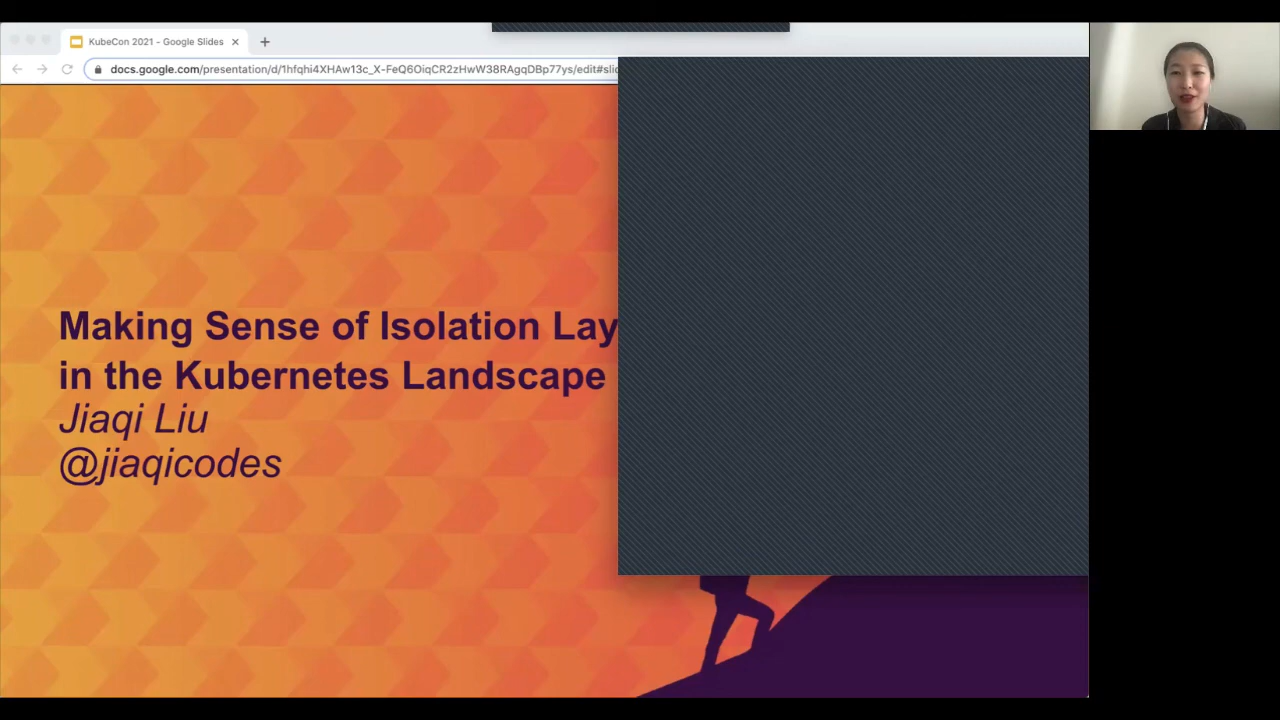 KubeCon 2021 - Google Slides
docs.google.com/presentation/d/1hfqhi4XHAw13c_X-FeQ6OiqCR2zHwW38RAgqDBp77ys/edit#slid
Making Sense of Isolation Lay
in the Kubernetes Landscape
Jiaqi Liu
@jiaqicodes